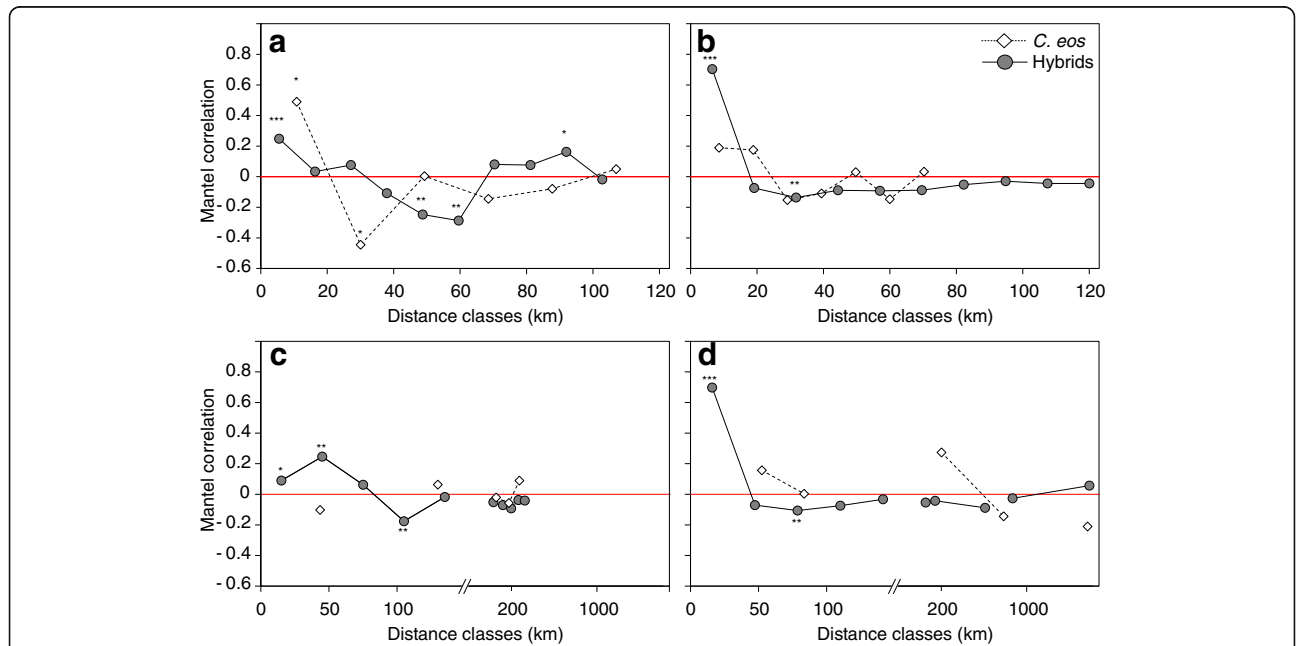 a
b
C. eos
Hybrids
Mantel correlation
0.8
0.6
0.4
0.2
0
- 0.2
- 0.4
- 0.6
*
***
*
**
**
*
***
**
0 20 40 60 80 100 120
0 20 40 60 80 100 120
Distance classes (km)
Distance classes (km)
c
d
Mantel correlation
0.8
0.6
0.4
0.2
0
- 0.2
- 0.4
- 0.6
*
**
**
***
**
0 50 100 // 200 1000
0 50 100 // 200 1000
Distance classes (km)
Distance classes (km)